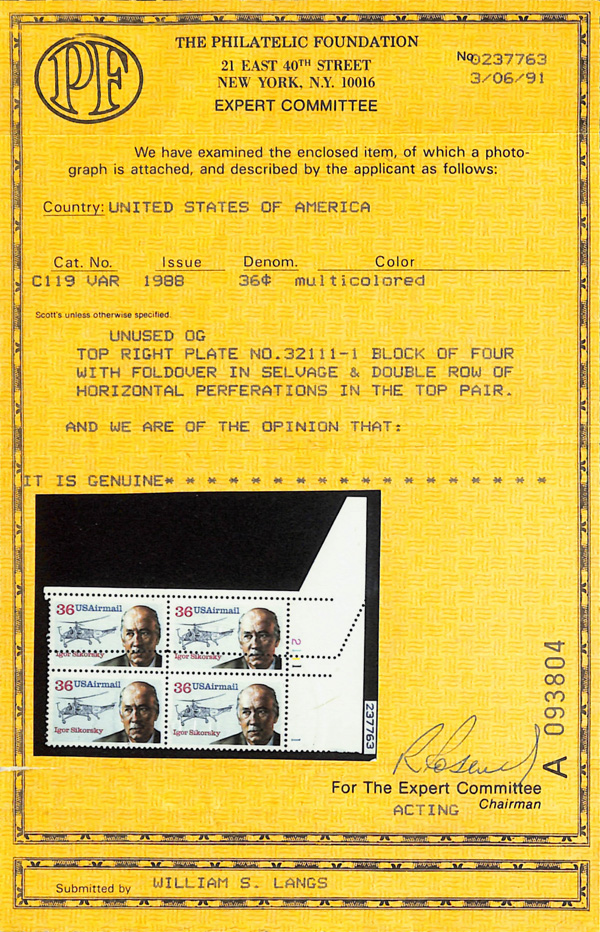 PF
THE PHILATELIC FOUNDATION
21 EAST 40TH STREET
NEW YORK, N.Y. 10016
EXPERT COMMITTEE
No. 0237763
3/06/91
We have examined the enclosed item, of which a photo-
graph is attached, and described by the applicant as follows:
Country: UNITED STATES OF AMERICA
Cat. No. Issue Denom. Color
C119 VAR 1988 36¢ multicolored
Scott's unless otherwise specified.
UNUSED OG
TOP RIGHT PLATE NO.32111-1 BLOCK OF FOUR
WITH FOLDOVER IN SELVAGE & DOUBLE ROW OF
HORIZONTAL PERFERATIONS IN THE TOP PAIR.
AND WE ARE OF THE OPINION THAT:
IT IS GENUINE* * * * * * * * * * * * * * * * * *
36 USAirmail
Igor Sikorsky
36 USAirmail
Igor Sikorsky
36 USAirmail
Igor Sikorsky
36 USAirmail
Igor Sikorsky
237763
A 093804
For The Expert Committee
ACTING Chairman
Submitted by WILLIAM S. LANGS